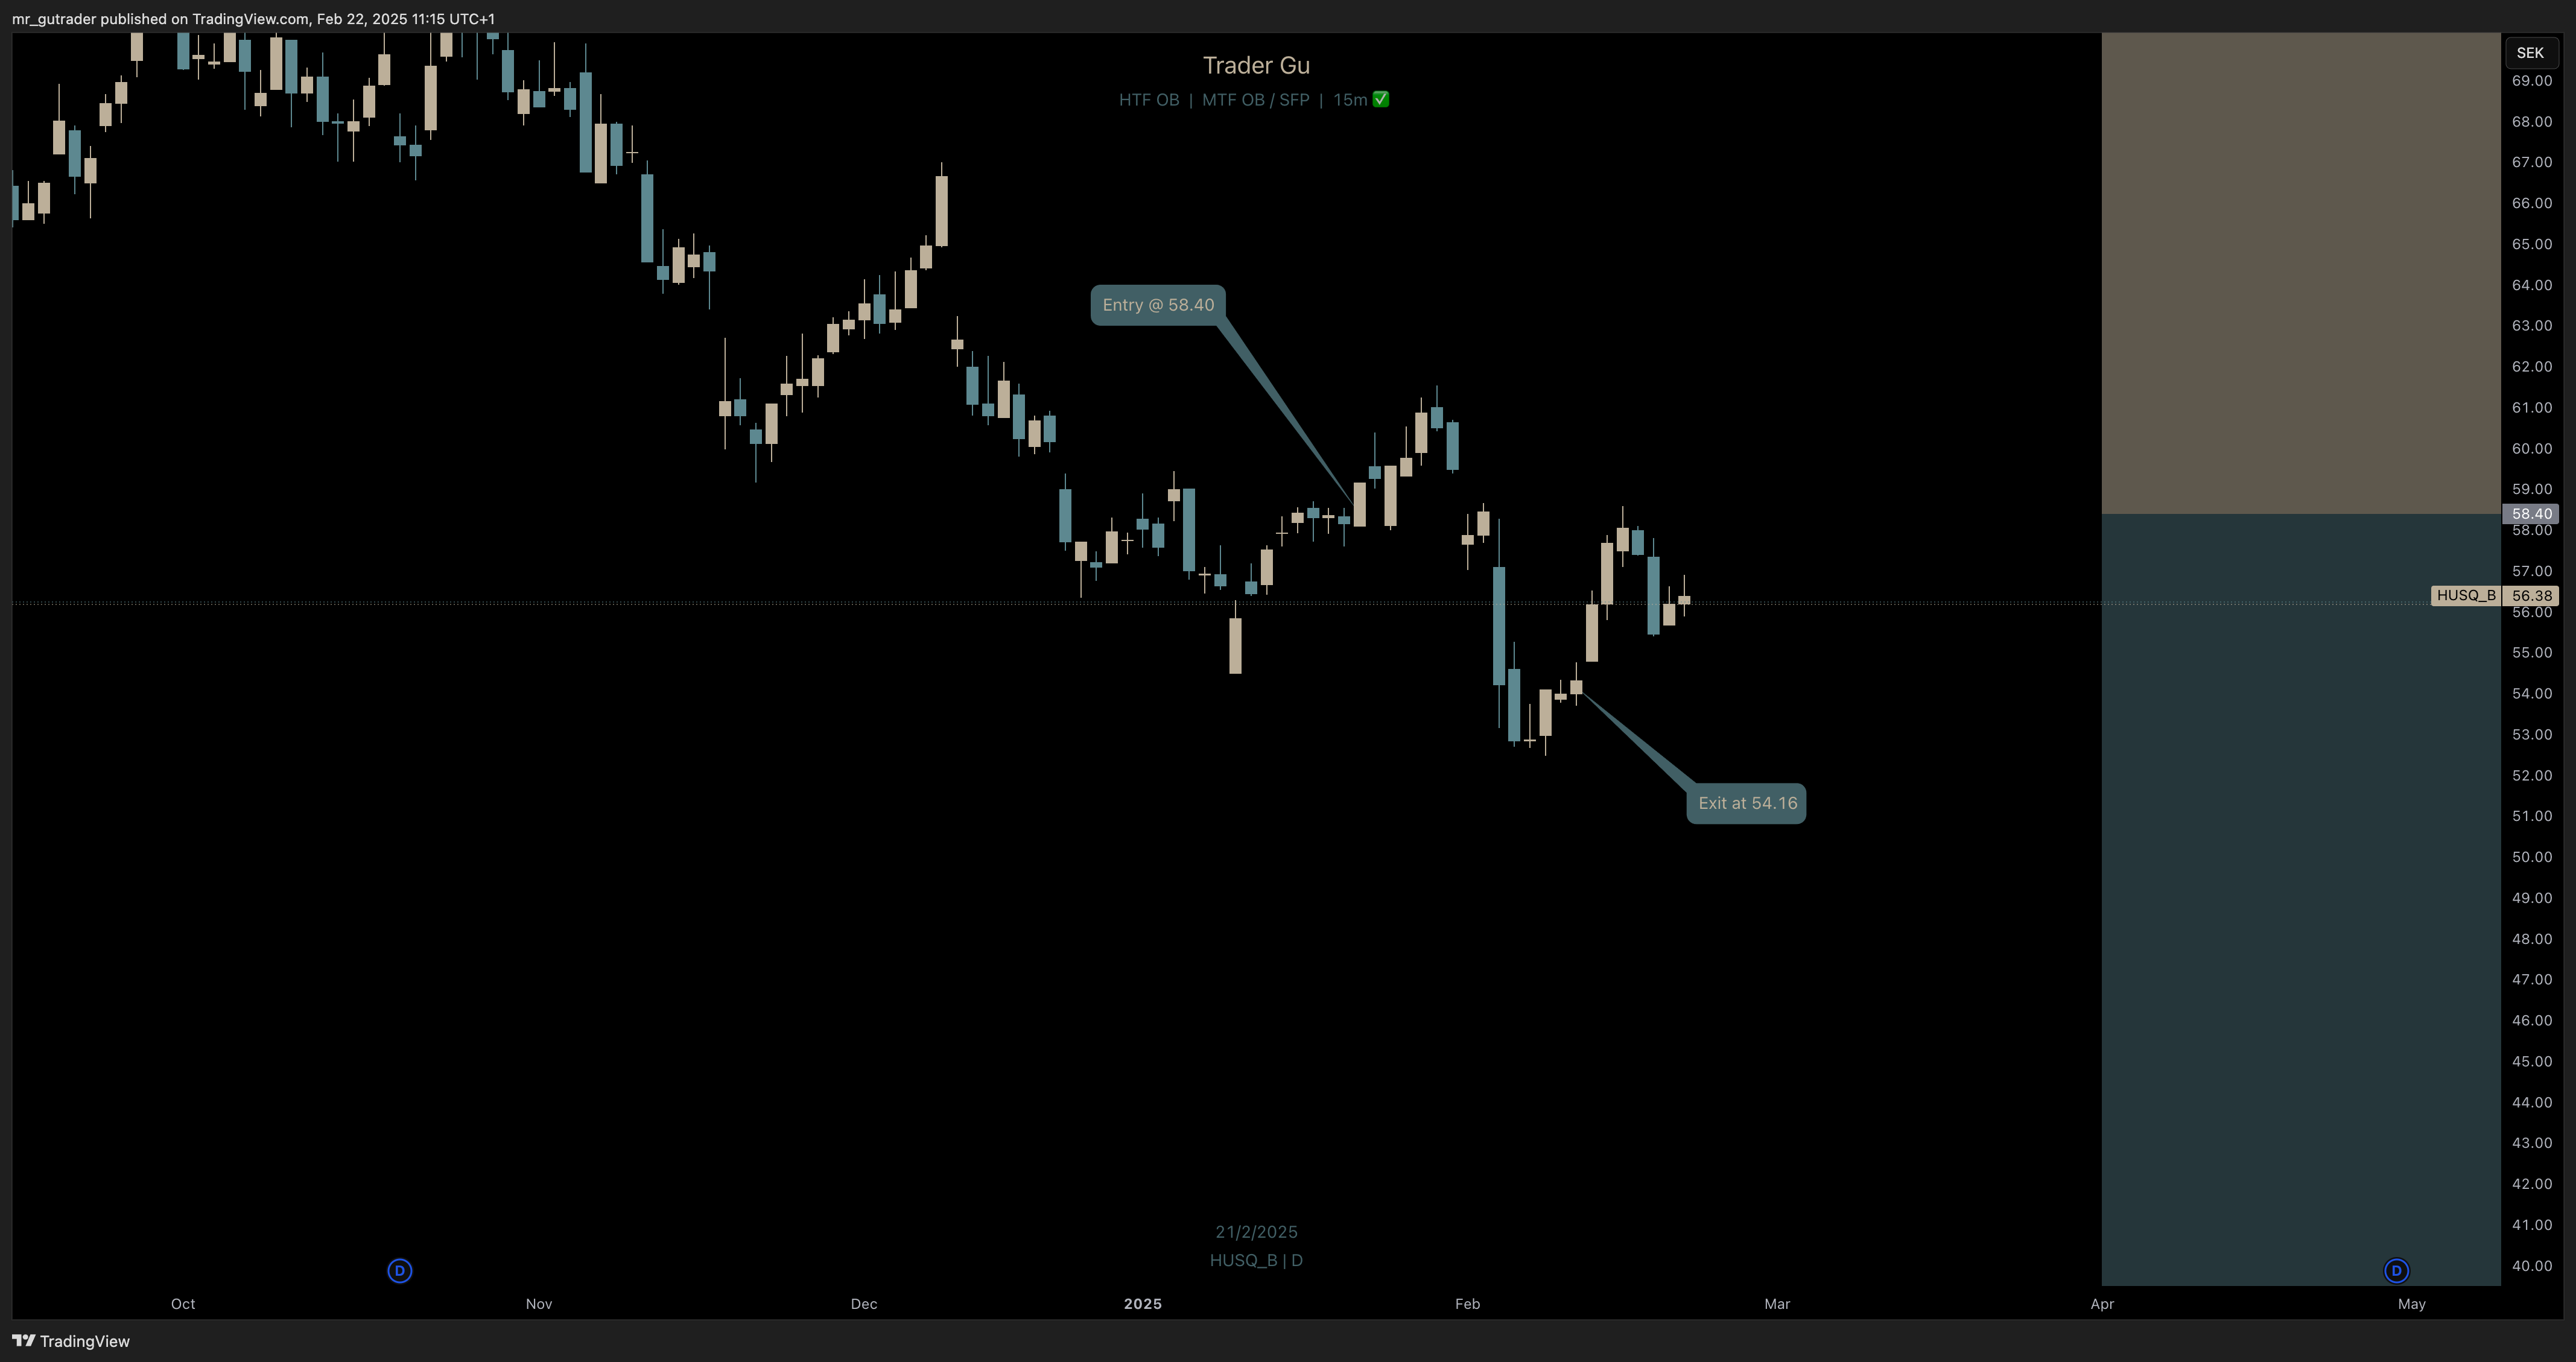 mr_gutrader published on TradingView.com, Feb 22, 2025 11:15 UTC+1
Trader Gu
HTF OB | MTF OB / SFP | 15m ✅
SEK
69.00
68.00
67.00
66.00
65.00
64.00
63.00
62.00
61.00
60.00
59.00
58.40
58.00
57.00
HUSQ_B 56.38
56.00
55.00
54.00
53.00
52.00
51.00
50.00
49.00
48.00
47.00
46.00
45.00
44.00
43.00
42.00
41.00
40.00
Entry @ 58.40
Exit at 54.16
21/2/2025
HUSQ_B | D
D
D
Oct Nov Dec 2025 Feb Mar Apr May
TradingView